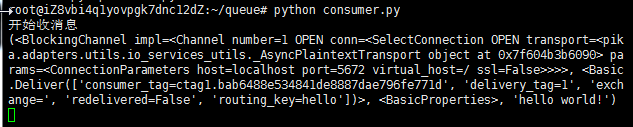 root@iZ8vbi4q1yovpgk7dnc12dZ:~/queue# python consumer.py
开始收消息
(<BlockingChannel impl=<Channel number=1 OPEN conn=<SelectConnection OPEN transport=<pik
a.adapters.utils.io_services_utils._AsyncPlaintextTransport object at 0x7f604b3b6090> pa
rams=<ConnectionParameters host=localhost port=5672 virtual_host=/ ssl=False>>>>, <Basic
.Deliver(['consumer_tag=ctag1.bab6488e534841de8887dae796fe771d', 'delivery_tag=1', 'exch
ange=', 'redelivered=False', 'routing_key=hello'])>, <BasicProperties>, 'hello world!')